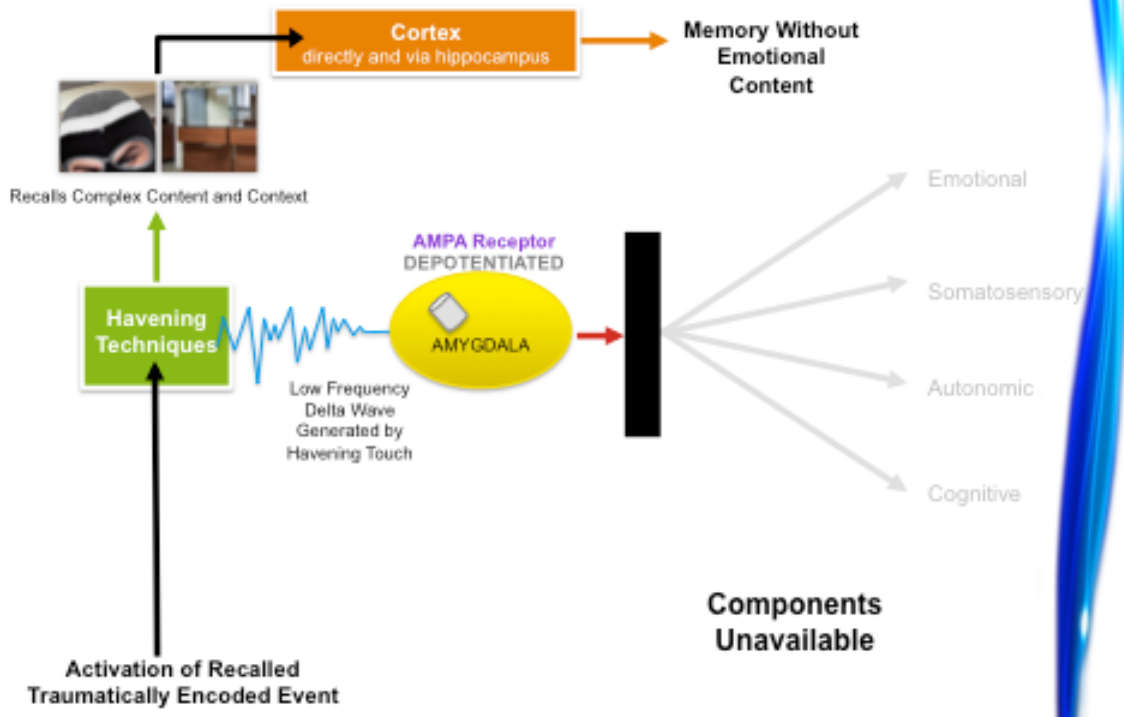 Cortex
directly and via hippocampus
Memory Without
Emotional
Content
Recalls Complex Content and Context
Emotional
AMPA Receptor
DEPOTENTIATED
Somatosensory
Havening
Techniques
AMYGDALA
Low Frequency
Delta Wave
Generated by
Havening Touch
Autonomic
Cognitive
Components
Unavailable
Activation of Recalled
Traumatically Encoded Event